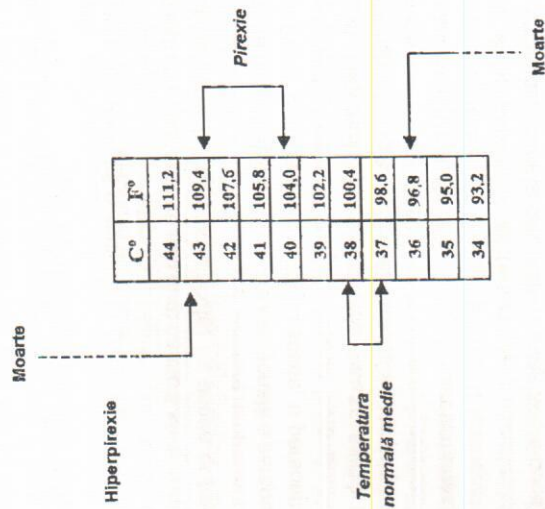 Moarte
Hiperpirexie
C° F°
44 111,2
43 109,4
42 107,6
41 105,8
40 104,0
39 102,2
38 100,4
37 98,6
36 96,8
35 95,0
34 93,2
Pirexie
Temperatura
normală medie
Moarte